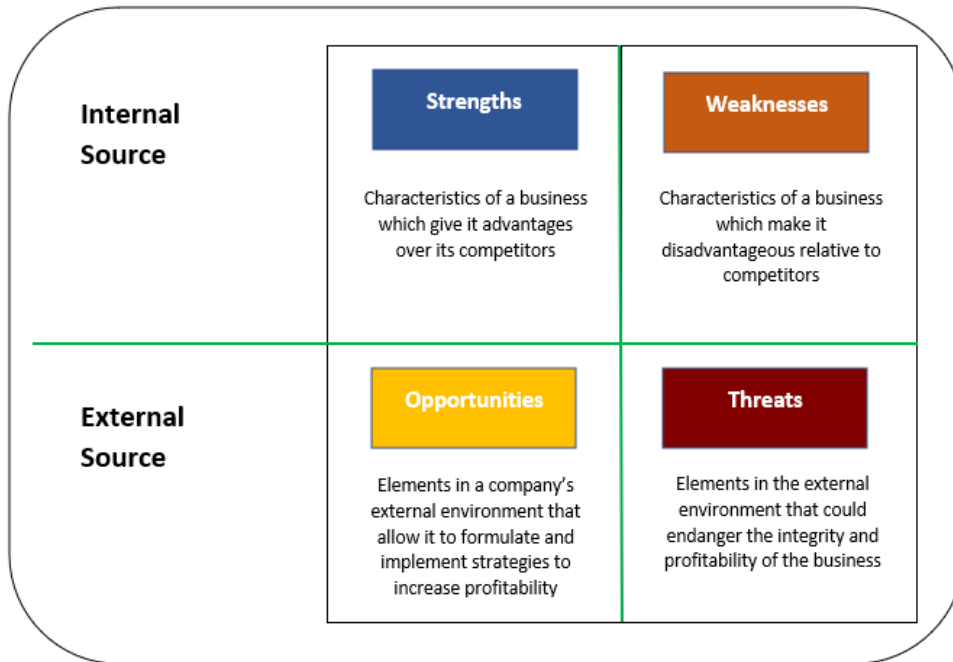 Internal
Source
Strengths
Characteristics of a business
which give it advantages
over its competitors
Weaknesses
Characteristics of a business
which make it
disadvantageous relative to
competitors
External
Source
Opportunities
Elements in a company's
external environment that
allow it to formulate and
implement strategies to
increase profitability
Threats
Elements in the external
environment that could
endanger the integrity and
profitability of the business